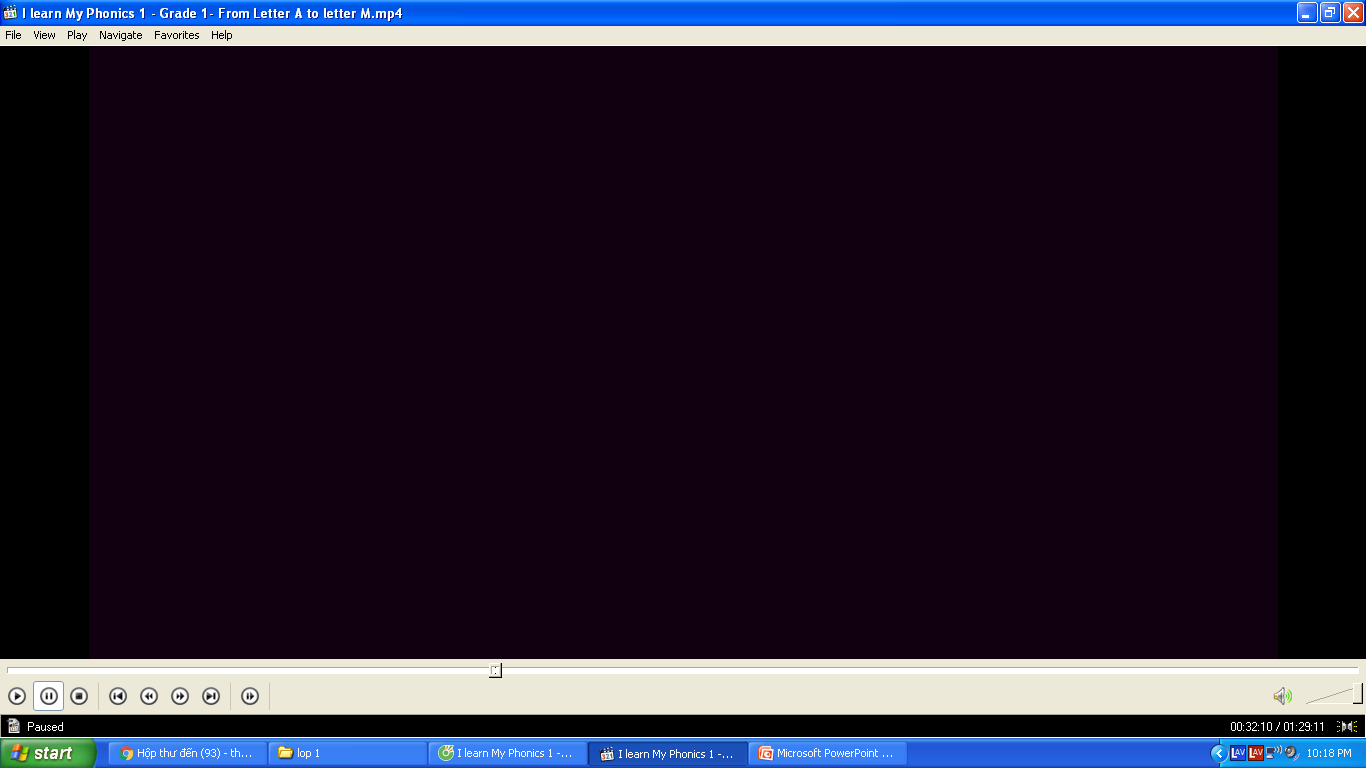 I learn My Phonics 1 - Grade 1- From Letter A to letter M.mp4
File View Play Navigate Favorites Help
Paused 00:32:10 / 01:29:11
start Hộp thư đến (93) - th... lop 1 I learn My Phonics 1 -... I learn My Phonics 1 -... Microsoft PowerPoint ... LAV LAV 10:18 PM